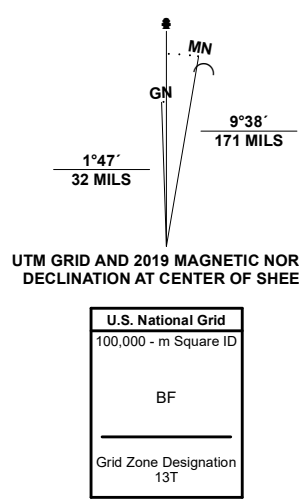 MN
GN
9°38´
171 MILS
1°47´
32 MILS
UTM GRID AND 2019 MAGNETIC NOR
DECLINATION AT CENTER OF SHEE
U.S. National Grid
100,000 - m Square ID
BF
Grid Zone Designation
13T